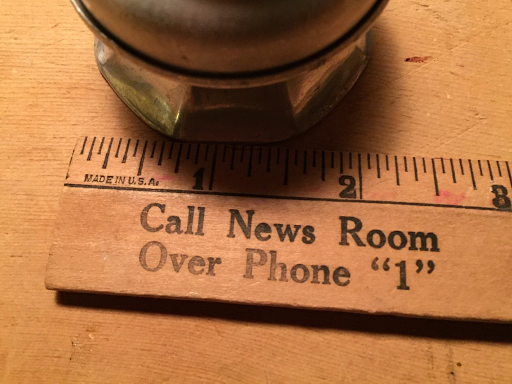 MADE IN U.S.A.
1 2 3
Call News Room
Over Phone “1”